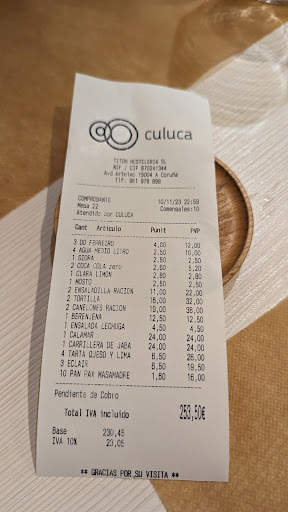 culuca
TITOS HOSTELERIA SL
NIF / CIF B70241344
Avd Arteixo 15004 A Coruña
Tlf: 981 978 898
COMPROBANTE 10/11/23 22:59
Mesa 22 Comensales:10
Atendido por CULUCA
Cant Artículo Punit PVP
3 DO FERREIRO 4,00 12,00
4 AGUA MEDIO LITRO 2,50 10,00
1 SIDRA 2,50 2,50
2 COCA COLA zero 2,60 5,20
1 CLARA LIMON 2,80 2,80
1 MOSTO 2,50 2,50
2 ENSALADILLA RACION 11,00 22,00
2 TORTILLA 16,00 32,00
2 CANELONES RACION 19,00 38,00
1 BERENJENA 12,50 12,50
1 ENSALADA LECHUGA 4,50 4,50
1 CALAMAR 24,00 24,00
1 CARRILLERA DE JABA 24,00 24,00
4 TARTA QUESO Y LIMA 6,50 26,00
3 ECLAIR 6,50 19,50
10 PAN PAK MASAMADRE 1,60 16,00
Pendiente de Cobro
Total IVA incluido 253,50€
Base 230,45
IVA 10% 23,05
** GRACIAS POR SU VISITA **